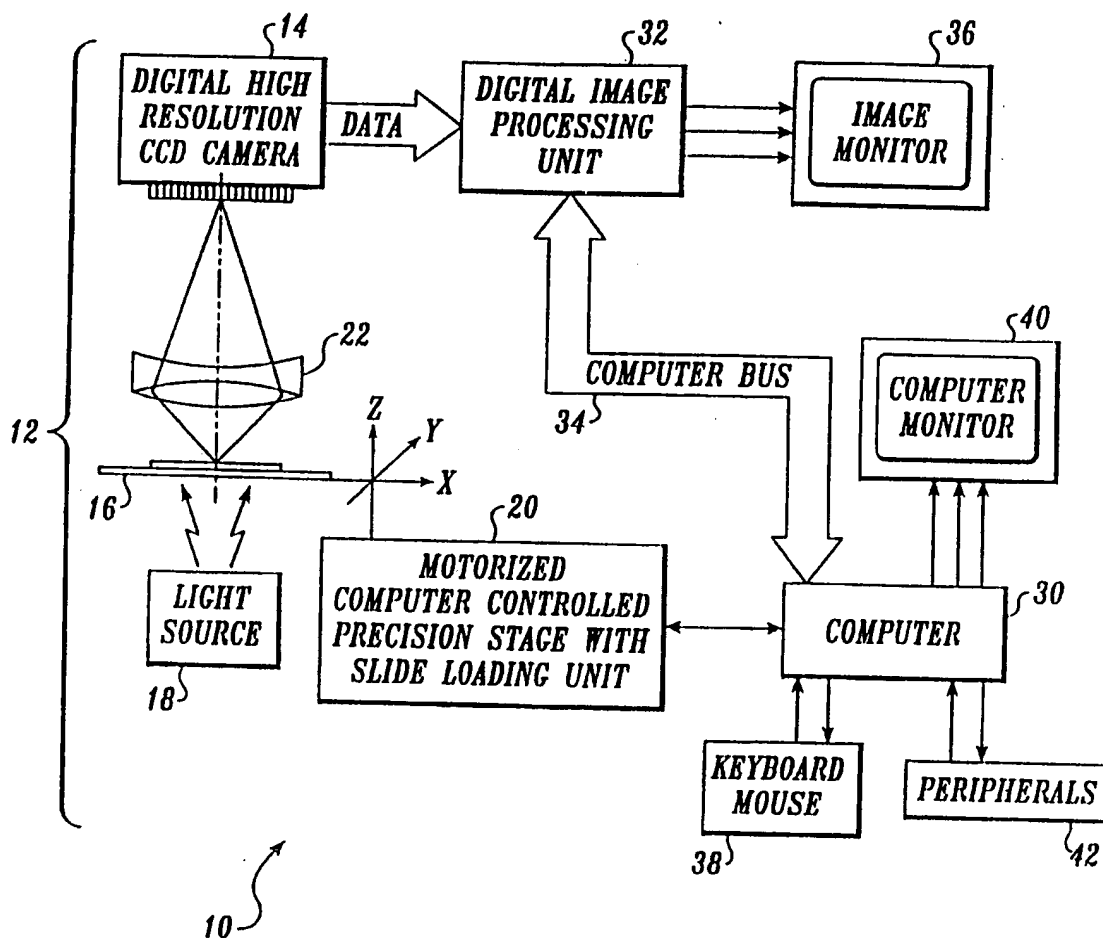 14
DIGITAL HIGH
RESOLUTION
CCD CAMERA
DATA
32
DIGITAL IMAGE
PROCESSING
UNIT
36
IMAGE
MONITOR
12
22
COMPUTER BUS
34
40
COMPUTER
MONITOR
Z
Y
X
16
20
MOTORIZED
COMPUTER CONTROLLED
PRECISION STAGE WITH
SLIDE LOADING UNIT
LIGHT
SOURCE
18
30
COMPUTER
KEYBOARD
MOUSE
38
PERIPHERALS
42
10